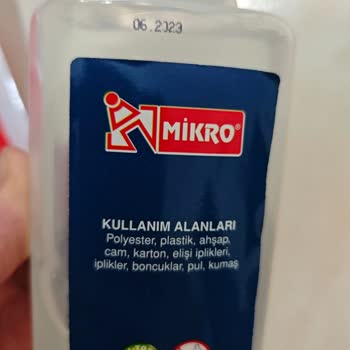 06.2023
MİKRO®
KULLANIM ALANLARI
Polyester, plastik, ahşap,
cam, karton, elişi iplikleri,
iplikler, boncuklar, pul, kumaş